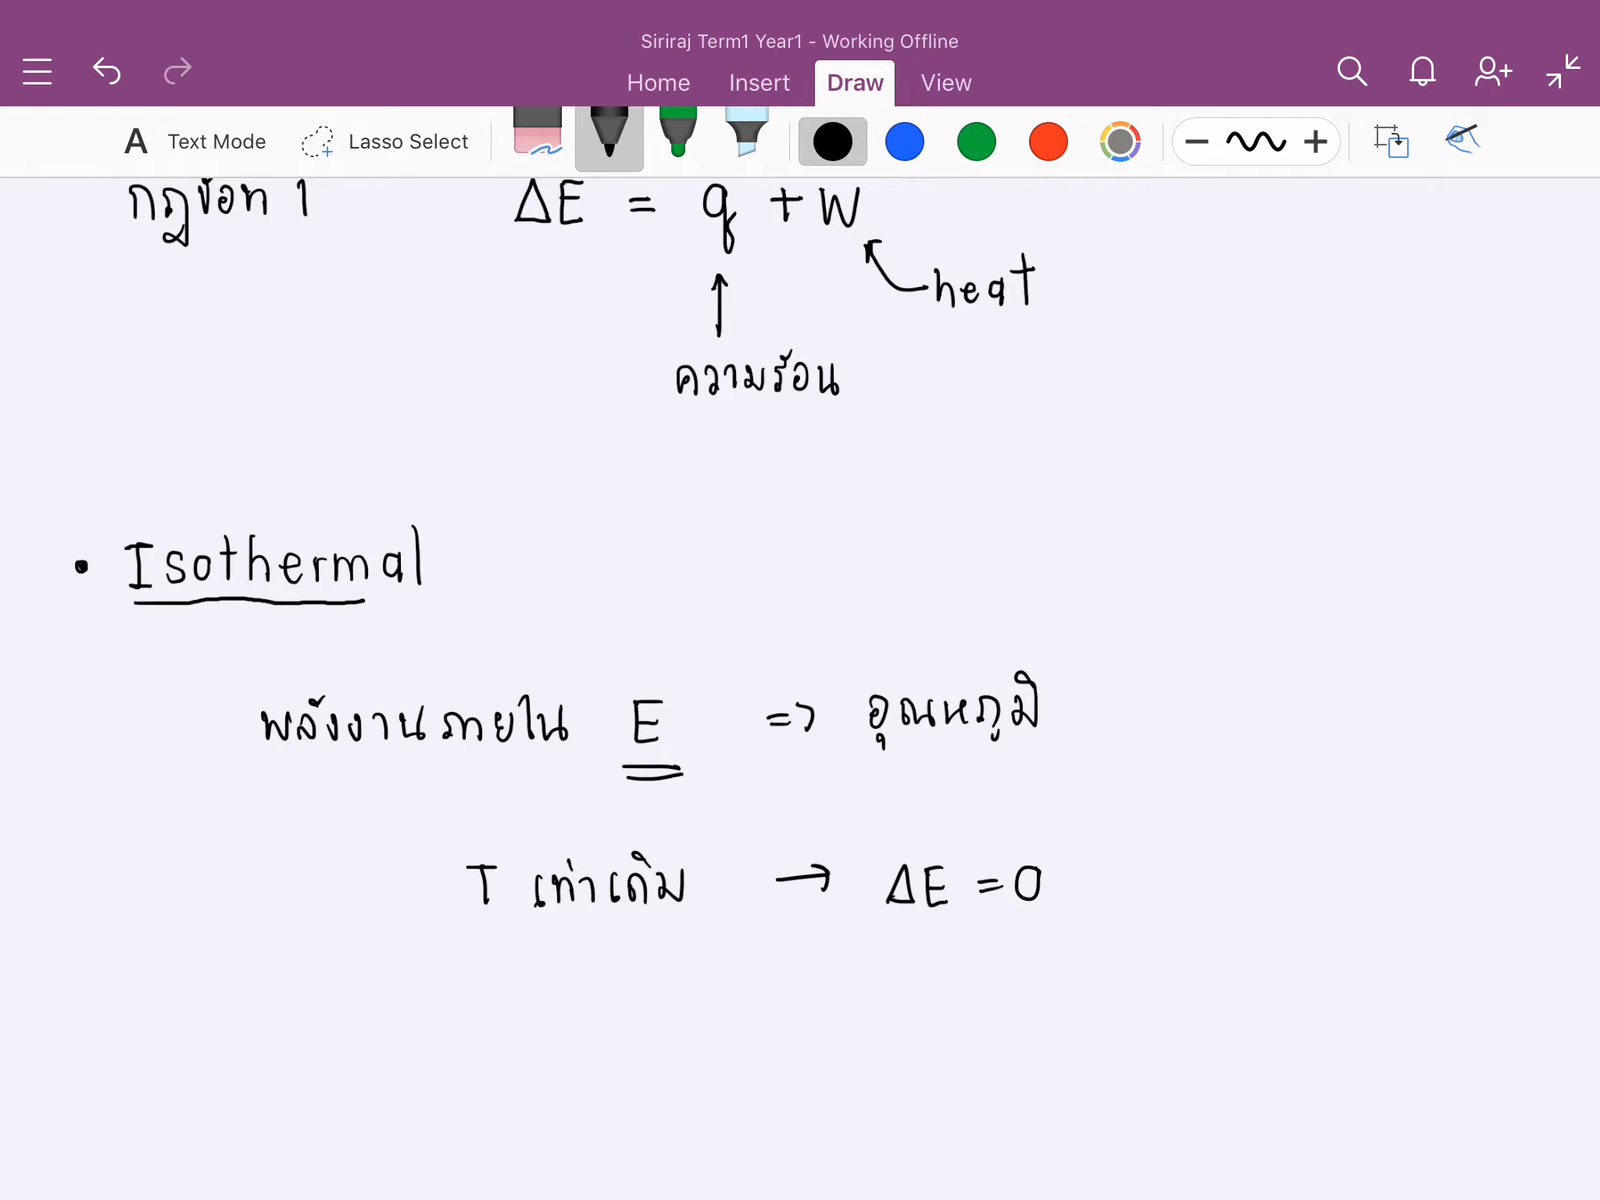 Siriraj Term1 Year1 - Working Offline
Home Insert Draw View
A Text Mode Lasso Select
กฎข้อที่ 1 ΔE = q + W
heat
ความร้อน
• Isothermal
พลังงานภายใน E => อุณหภูมิ
T เท่าเดิม → ΔE = 0